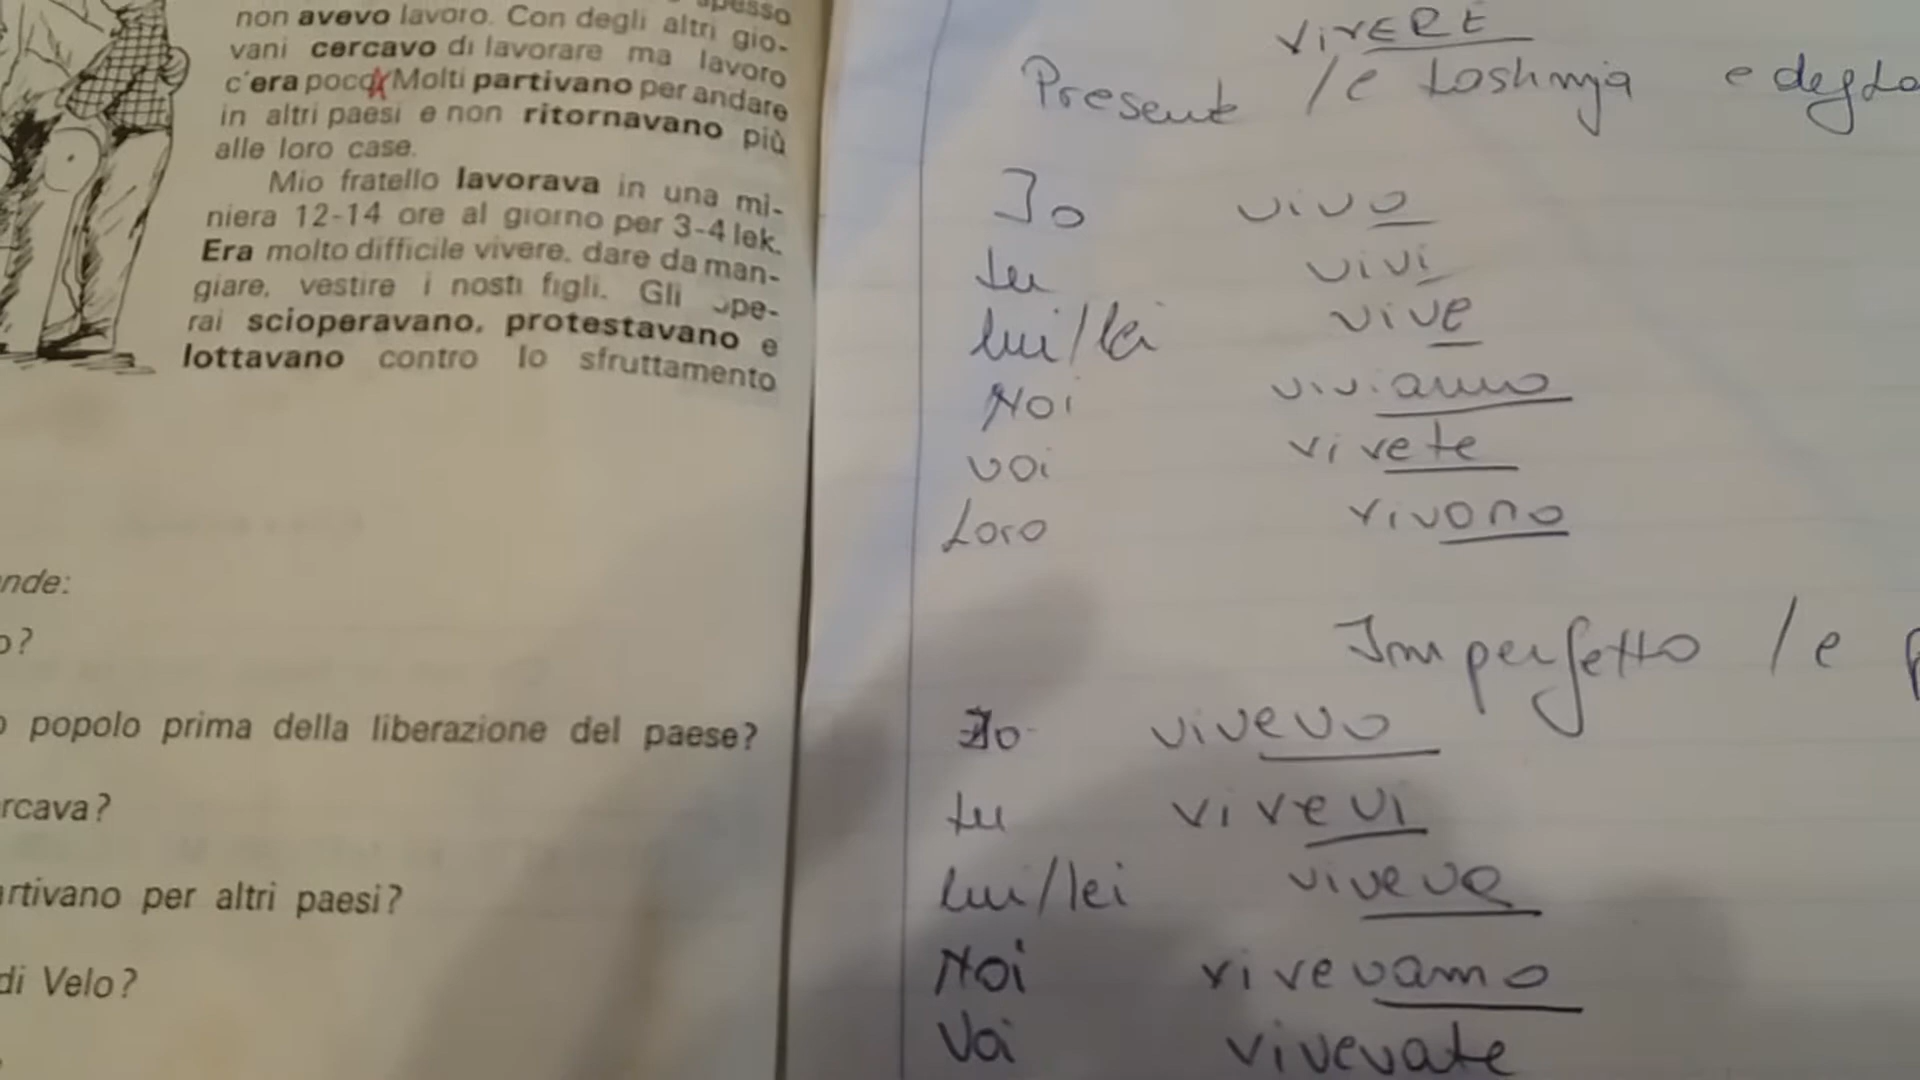 spesso
non avevo lavoro. Con degli altri gio-
vani cercavo di lavorare ma lavoro
c'era poco. Molti partivano per andare
in altri paesi e non ritornavano più
alle loro case.
Mio fratello lavorava in una mi-
niera 12-14 ore al giorno per 3-4 lek.
Era molto difficile vivere, dare da man-
giare, vestire i nosti figli. Gli ope-
rai scioperavano, protestavano e
lottavano contro lo sfruttamento
nde:
o?
o popolo prima della liberazione del paese?
rcava?
artivano per altri paesi?
di Velo?
VIVERE
Presente /e tashmja e
Io vivo
tu vivi
lui/lei vive
Noi viviamo
voi vivete
Loro vivono
Imperfetto /e
Io vivevo
tu vivevi
lui/lei viveva
Noi vivevamo
Voi vivevate